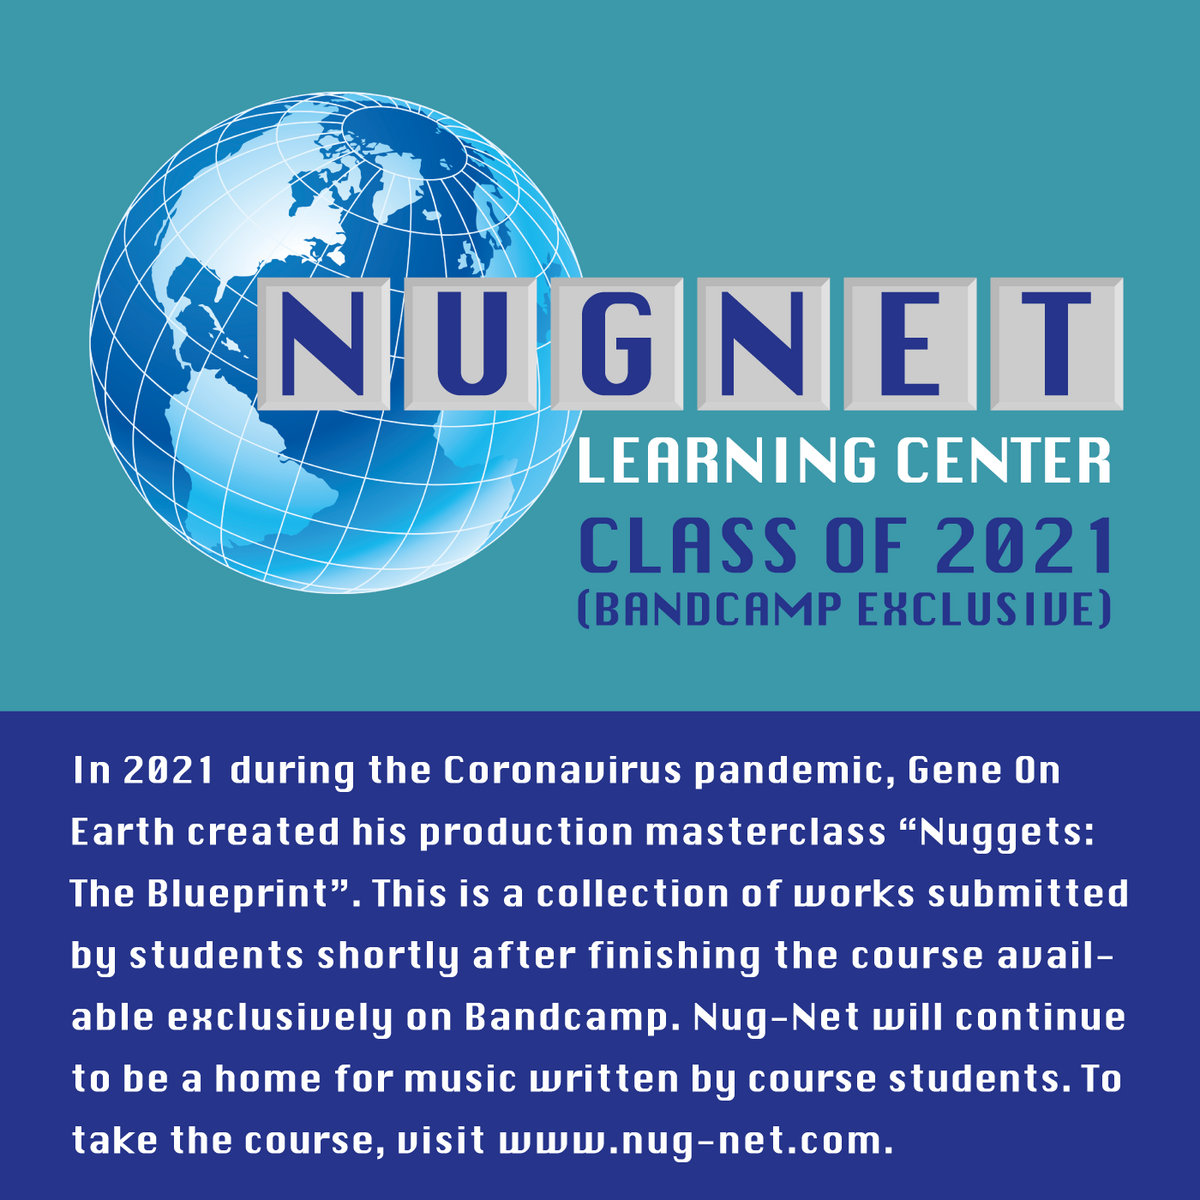 NUGNET
LEARNING CENTER
CLASS OF 2021
(BANDCAMP EXCLUSIVE)
In 2021 during the Coronavirus pandemic, Gene On
Earth created his production masterclass “Nuggets:
The Blueprint”. This is a collection of works submitted
by students shortly after finishing the course avail-
able exclusively on Bandcamp. Nug-Net will continue
to be a home for music written by course students. To
take the course, visit www.nug-net.com.